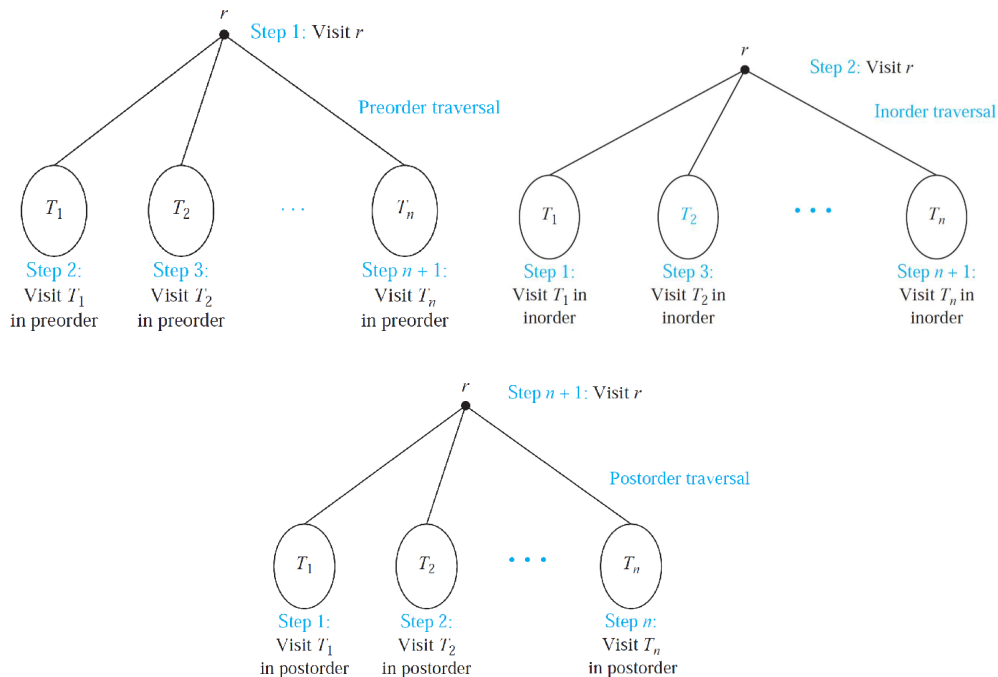 r
Step 1: Visit r
Preorder traversal
T1
T2
···
Tn
Step 2:
Visit T1
in preorder
Step 3:
Visit T2
in preorder
Step n + 1:
Visit Tn
in preorder
r
Step 2: Visit r
Inorder traversal
T1
T2
···
Tn
Step 1:
Visit T1 in
inorder
Step 3:
Visit T2 in
inorder
Step n + 1:
Visit Tn in
inorder
r
Step n + 1: Visit r
Postorder traversal
T1
T2
···
Tn
Step 1:
Visit T1
in postorder
Step 2:
Visit T2
in postorder
Step n:
Visit Tn
in postorder